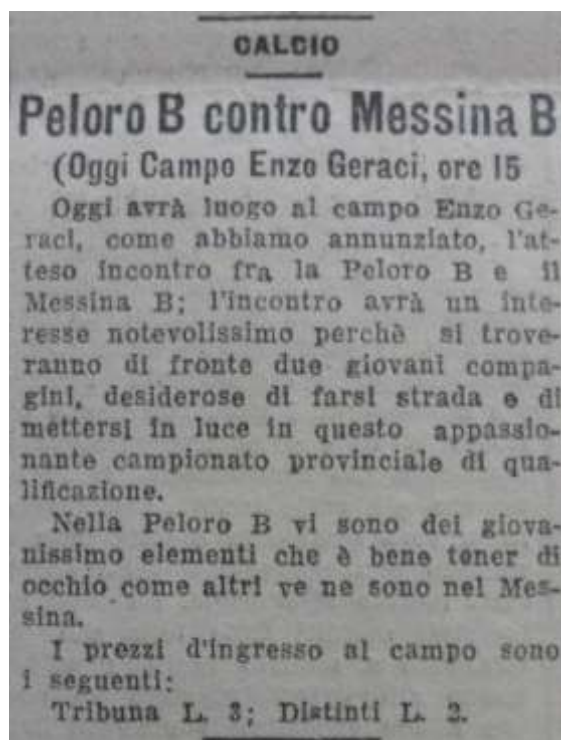 CALCIO
Peloro B contro Messina B
(Oggi Campo Enzo Geraci, ore 15
Oggi avrà luogo al campo Enzo Ge-
raci, come abbiamo annunziato, l'at-
teso incontro fra la Peloro B e il
Messina B; l'incontro avrà un inte-
resse notevolissimo perchè si trove-
ranno di fronte due giovani compa-
gini, desiderose di farsi strada e di
mettersi in luce in questo appassio-
nante campionato provinciale di qua-
lificazione.
Nella Peloro B vi sono dei giova-
nissimo elementi che è bene tener di
occhio come altri ve ne sono nel Mes-
sina.
I prezzi d'ingresso al campo sono
i seguenti:
Tribuna L. 3; Distinti L. 2.